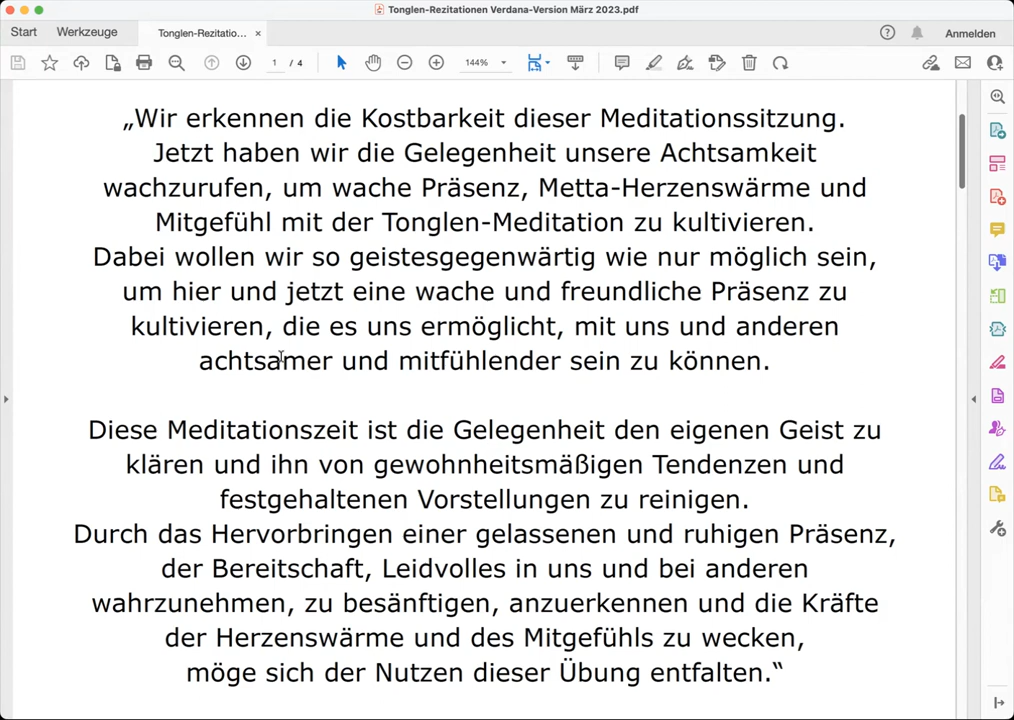 Tonglen-Rezitationen Verdana-Version März 2023.pdf
Start Werkzeuge Tonglen-Rezitatio... × Anmelden
1 / 4 144%
„Wir erkennen die Kostbarkeit dieser Meditationssitzung.
Jetzt haben wir die Gelegenheit unsere Achtsamkeit
wachzurufen, um wache Präsenz, Metta-Herzenswärme und
Mitgefühl mit der Tonglen-Meditation zu kultivieren.
Dabei wollen wir so geistesgegenwärtig wie nur möglich sein,
um hier und jetzt eine wache und freundliche Präsenz zu
kultivieren, die es uns ermöglicht, mit uns und anderen
achtsamer und mitfühlender sein zu können.
Diese Meditationszeit ist die Gelegenheit den eigenen Geist zu
klären und ihn von gewohnheitsmäßigen Tendenzen und
festgehaltenen Vorstellungen zu reinigen.
Durch das Hervorbringen einer gelassenen und ruhigen Präsenz,
der Bereitschaft, Leidvolles in uns und bei anderen
wahrzunehmen, zu besänftigen, anzuerkennen und die Kräfte
der Herzenswärme und des Mitgefühls zu wecken,
möge sich der Nutzen dieser Übung entfalten.“